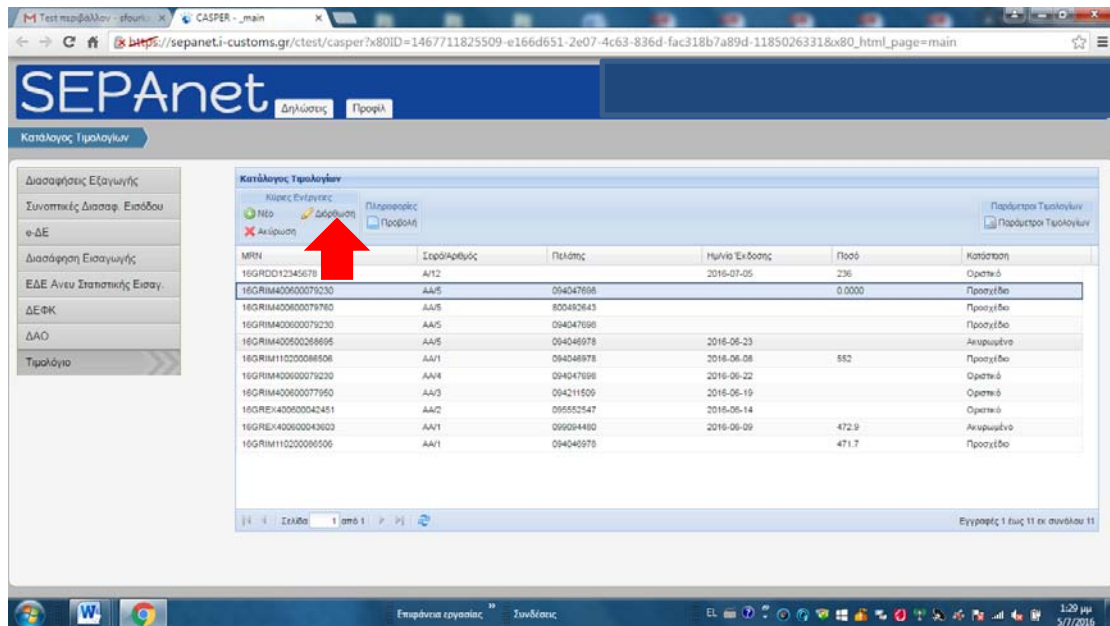 Test περιβάλλον - sfouri
CASPER - _main
https://sepanet.i-customs.gr/ctest/casper?x80ID=1467711825509-e166d651-2e07-4c63-836d-fac318b7a89d-1185026331&x80_html_page=main
SEPAnet
Δηλώσεις Προφίλ
Κατάλογος Τιμολογίων
Διασαφήσεις Εξαγωγής
Συνοπτικές Διασαφ. Εισόδου
e-ΔΕ
Διασάφηση Εισαγωγής
ΕΔΕ Ανευ Στατιστικής Εισαγ.
ΔΕΦΚ
ΔΑΟ
Τιμολόγιο
Κατάλογος Τιμολογίων
Κύριες Ενέργειες Πληροφορίες Παράμετροι Τιμολογίων
Νέο Διόρθωση Προβολή Παράμετροι Τιμολογίων
Ακύρωση
MRN Σειρά/Αριθμός Πελάτης Ημ/νία Έκδοσης Ποσό Κατάσταση
16GRDD12345678 A/12 2016-07-05 236 Οριστικό
16GRIM400600079230 AA/5 094047698 0.0000 Προσχέδιο
16GRIM400600079760 AA/5 800492643 Προσχέδιο
16GRIM400600079230 AA/5 094047698 Προσχέδιο
16GRIM400500268695 AA/5 094046978 2016-06-23 Ακυρωμένο
16GRIM110200086506 AA/1 094046978 2016-06-08 552 Προσχέδιο
16GRIM400600079230 AA/4 094047698 2016-06-22 Οριστικό
16GRIM400600077950 AA/3 094211509 2016-06-19 Οριστικό
16GREX400600042451 AA/2 095552547 2016-06-14 Οριστικό
16GREX400600043603 AA/1 099094480 2016-06-09 472.9 Ακυρωμένο
16GRIM110200086506 AA/1 094046978 471.7 Προσχέδιο
Σελίδα 1 από 1 Εγγραφές 1 έως 11 εκ συνόλου 11
Επιφάνεια εργασίας Συνδέσεις EL 1:29 μμ
5/7/2016